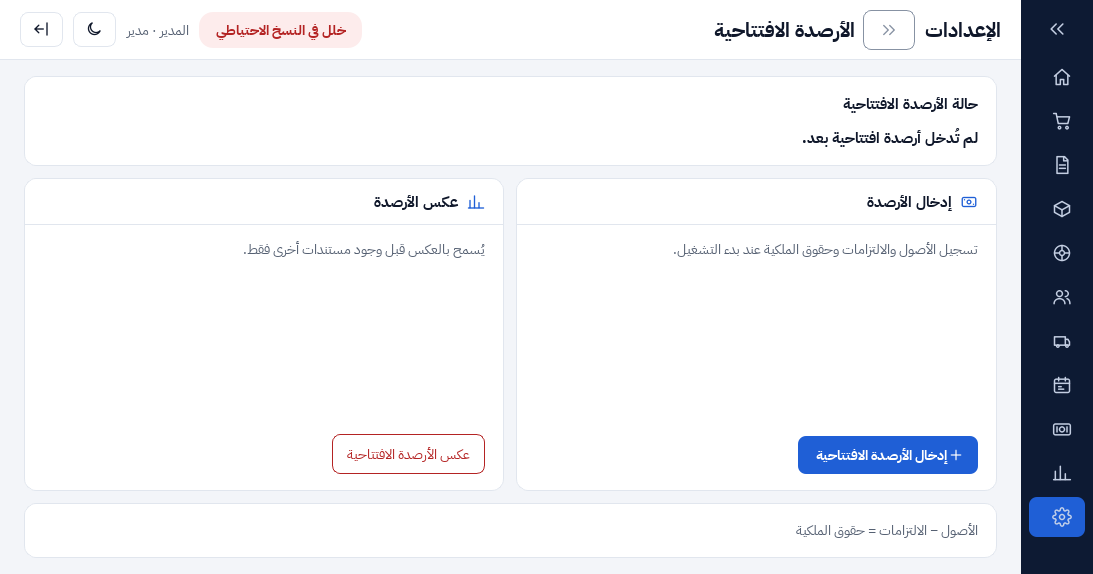 الإعدادات
الأرصدة الافتتاحية
خلل في النسخ الاحتياطي
المدير · مدير
حالة الأرصدة الافتتاحية
لم تُدخل أرصدة افتتاحية بعد.
إدخال الأرصدة
تسجيل الأصول والالتزامات وحقوق الملكية عند بدء التشغيل.
إدخال الأرصدة الافتتاحية
عكس الأرصدة
يُسمح بالعكس قبل وجود مستندات أخرى فقط.
عكس الأرصدة الافتتاحية
الأصول − الالتزامات = حقوق الملكية